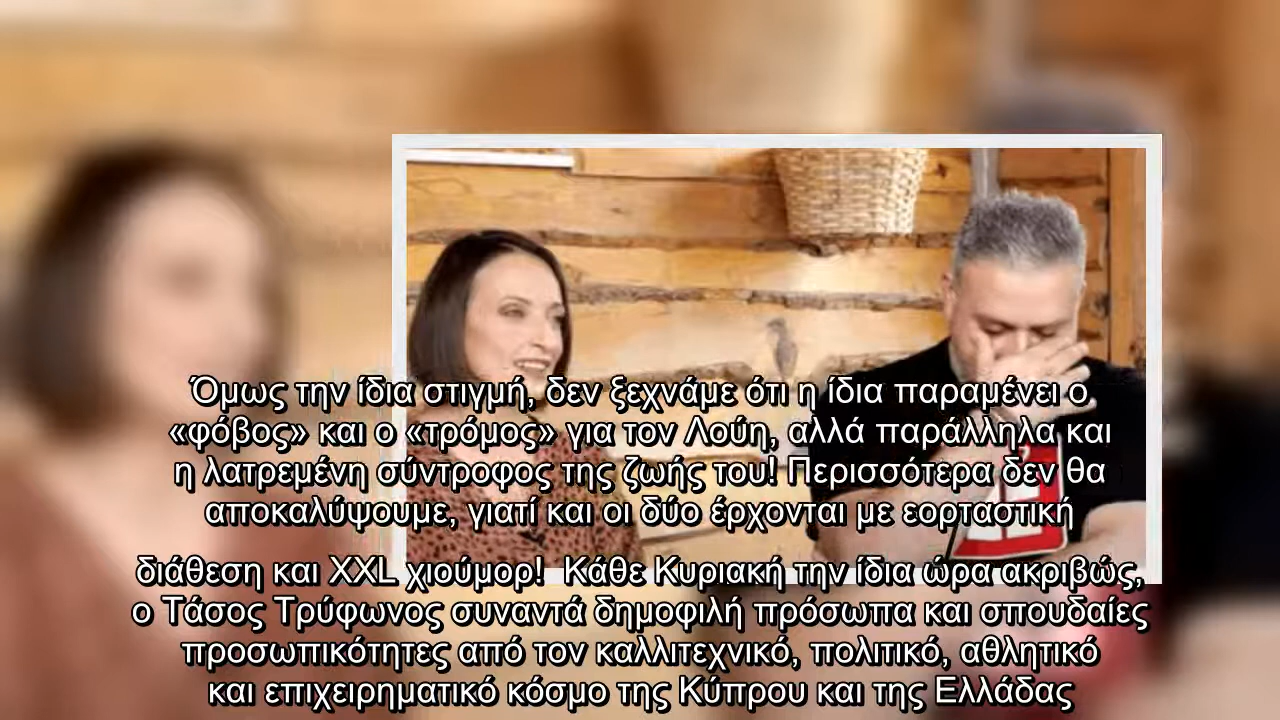 Όμως την ίδια στιγμή, δεν ξεχνάμε ότι η ίδια παραμένει ο
«φόβος» και ο «τρόμος» για τον Λούη, αλλά παράλληλα και
η λατρεμένη σύντροφος της ζωής του! Περισσότερα δεν θα
αποκαλύψουμε, γιατί και οι δύο έρχονται με εορταστική
διάθεση και XXL χιούμορ! Κάθε Κυριακή την ίδια ώρα ακριβώς,
ο Τάσος Τρύφωνος συναντά δημοφιλή πρόσωπα και σπουδαίες
προσωπικότητες από τον καλλιτεχνικό, πολιτικό, αθλητικό
και επιχειρηματικό κόσμο της Κύπρου και της Ελλάδας